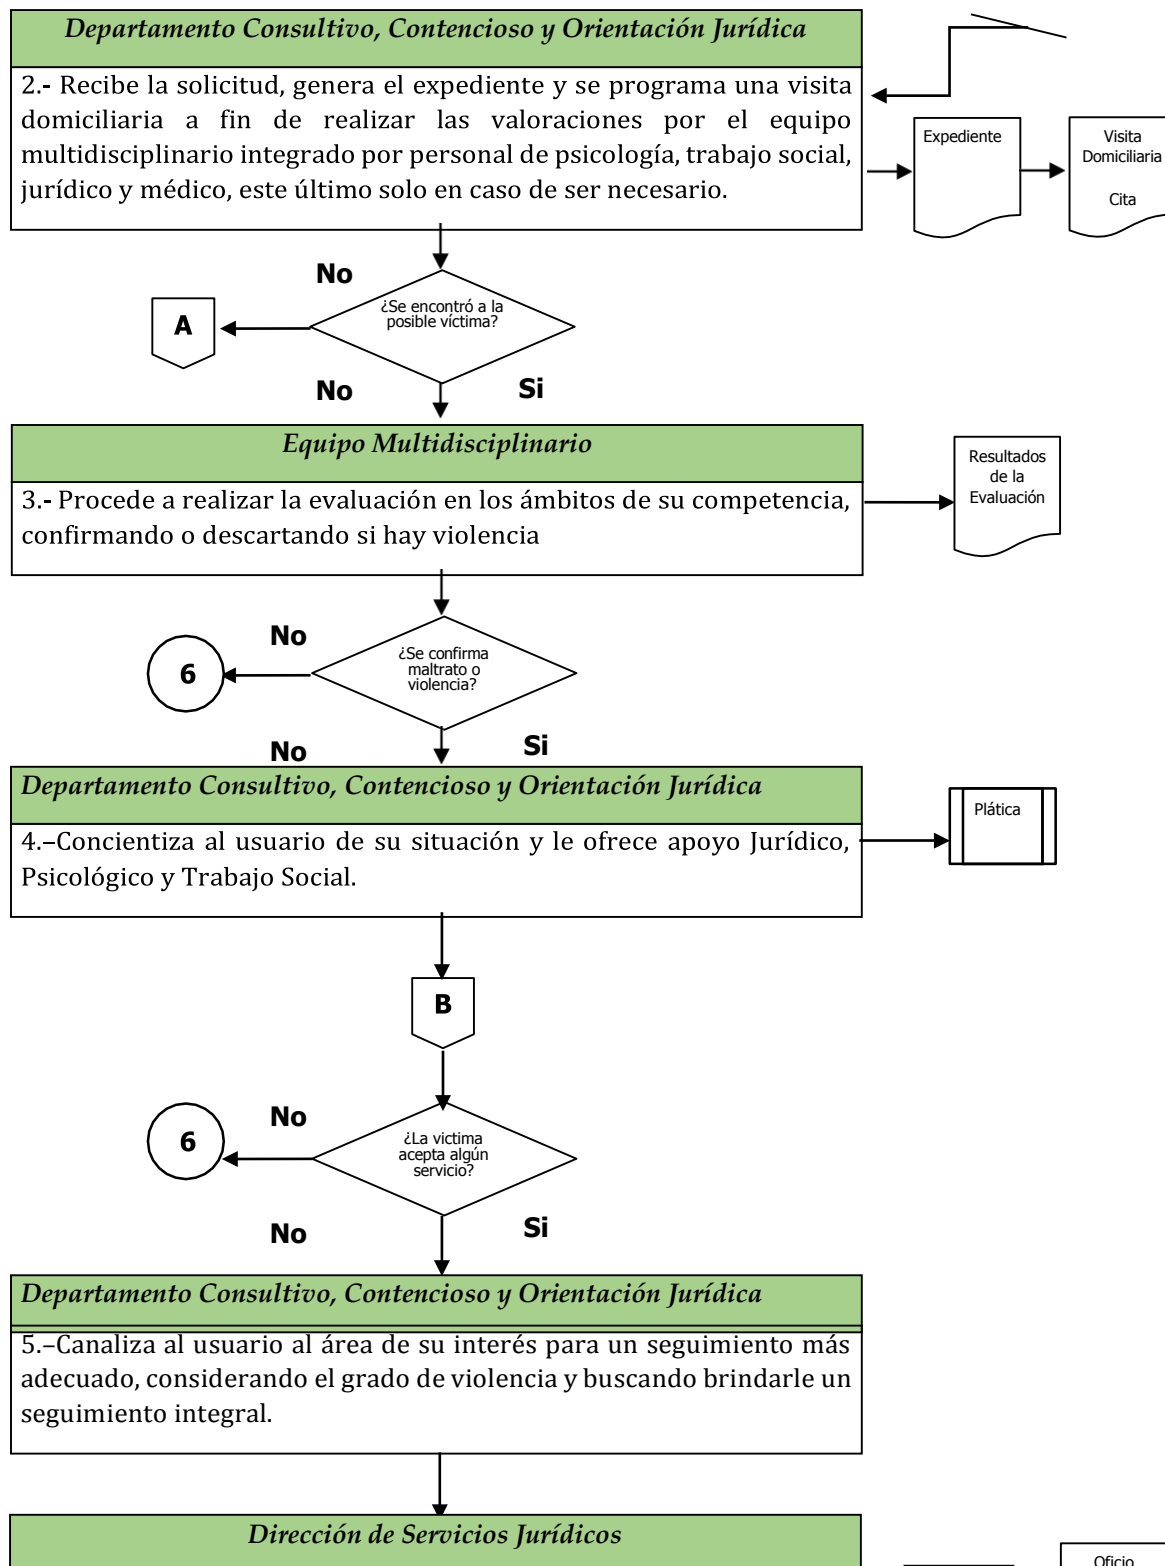 Departamento Consultivo, Contencioso y Orientación Jurídica
2.- Recibe la solicitud, genera el expediente y se programa una visita
domiciliaria a fin de realizar las valoraciones por el equipo
multidisciplinario integrado por personal de psicología, trabajo social,
jurídico y médico, este último solo en caso de ser necesario.
Expediente
Visita
Domiciliaria
Cita
No
¿Se encontró a la
posible víctima?
A
No
Si
Equipo Multidisciplinario
3.- Procede a realizar la evaluación en los ámbitos de su competencia,
confirmando o descartando si hay violencia
Resultados
de la
Evaluación
No
¿Se confirma
maltrato o
violencia?
6
No
Si
Departamento Consultivo, Contencioso y Orientación Jurídica
4.–Concientiza al usuario de su situación y le ofrece apoyo Jurídico,
Psicológico y Trabajo Social.
Plática
B
No
¿La victima
acepta algún
servicio?
6
No
Si
Departamento Consultivo, Contencioso y Orientación Jurídica
5.–Canaliza al usuario al área de su interés para un seguimiento más
adecuado, considerando el grado de violencia y buscando brindarle un
seguimiento integral.
Dirección de Servicios Jurídicos
Oficio